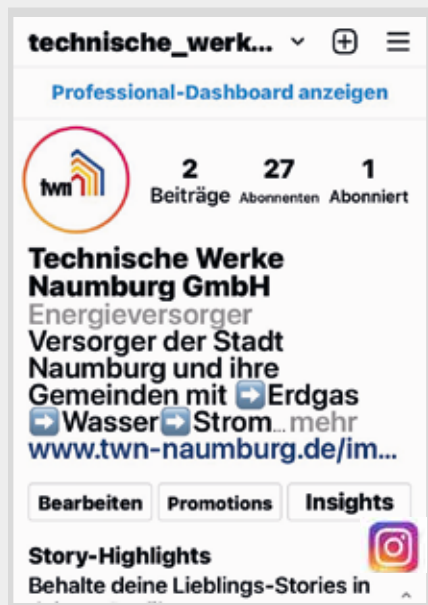 technische_werk...
Professional-Dashboard anzeigen
twn
2 27 1
Beiträge Abonnenten Abonniert
Technische Werke
Naumburg GmbH
Energieversorger
Versorger der Stadt
Naumburg und ihre
Gemeinden mit ➡️Erdgas
➡️Wasser➡️Strom...mehr
www.twn-naumburg.de/im...
Bearbeiten Promotions Insights
Story-Highlights
Behalte deine Lieblings-Stories in